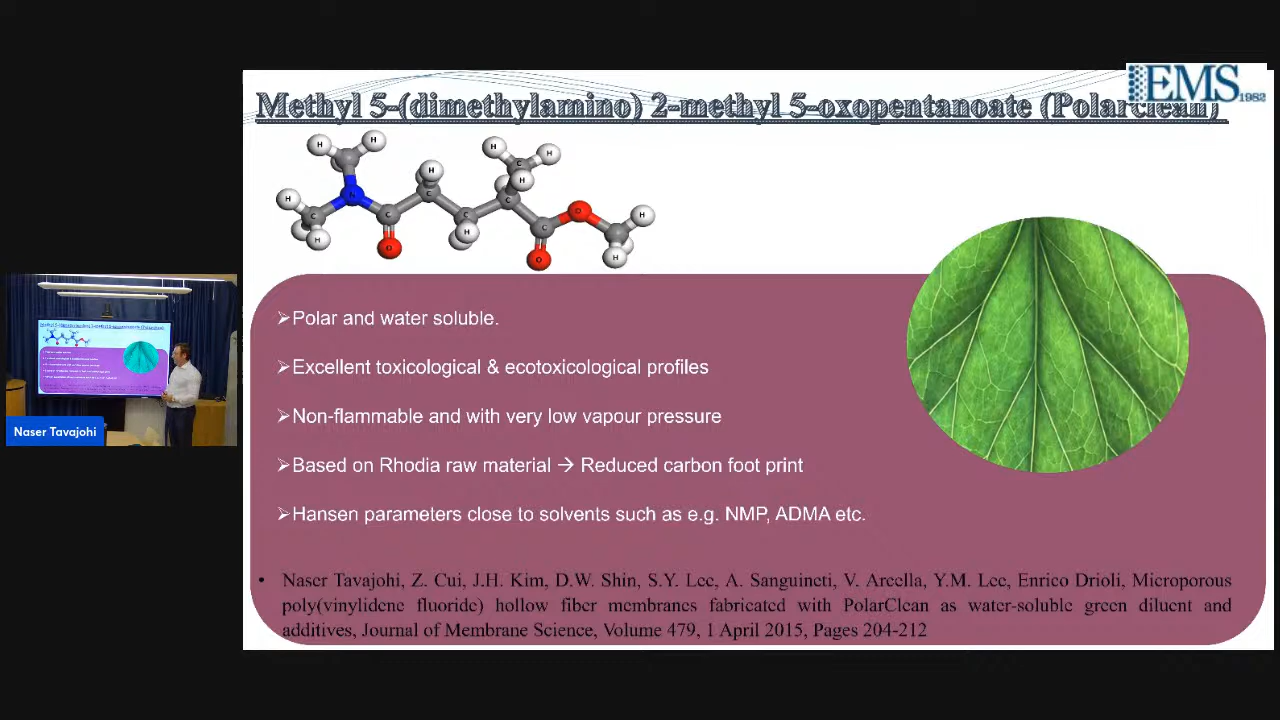 EMS 1982
Methyl 5-(dimethylamino) 2-methyl 5-oxopentanoate (Polarclean)
H H H H H
H N C C H C
C C C O H
H O H C C
O H
➢Polar and water soluble.
➢Excellent toxicological & ecotoxicological profiles
➢Non-flammable and with very low vapour pressure
➢Based on Rhodia raw material → Reduced carbon foot print
➢Hansen parameters close to solvents such as e.g. NMP, ADMA etc.
• Naser Tavajohi, Z. Cui, J.H. Kim, D.W. Shin, S.Y. Lee, A. Sanguineti, V. Arcella, Y.M. Lee, Enrico Drioli, Microporous
poly(vinylidene fluoride) hollow fiber membranes fabricated with PolarClean as water-soluble green diluent and
additives, Journal of Membrane Science, Volume 479, 1 April 2015, Pages 204-212
Naser Tavajohi